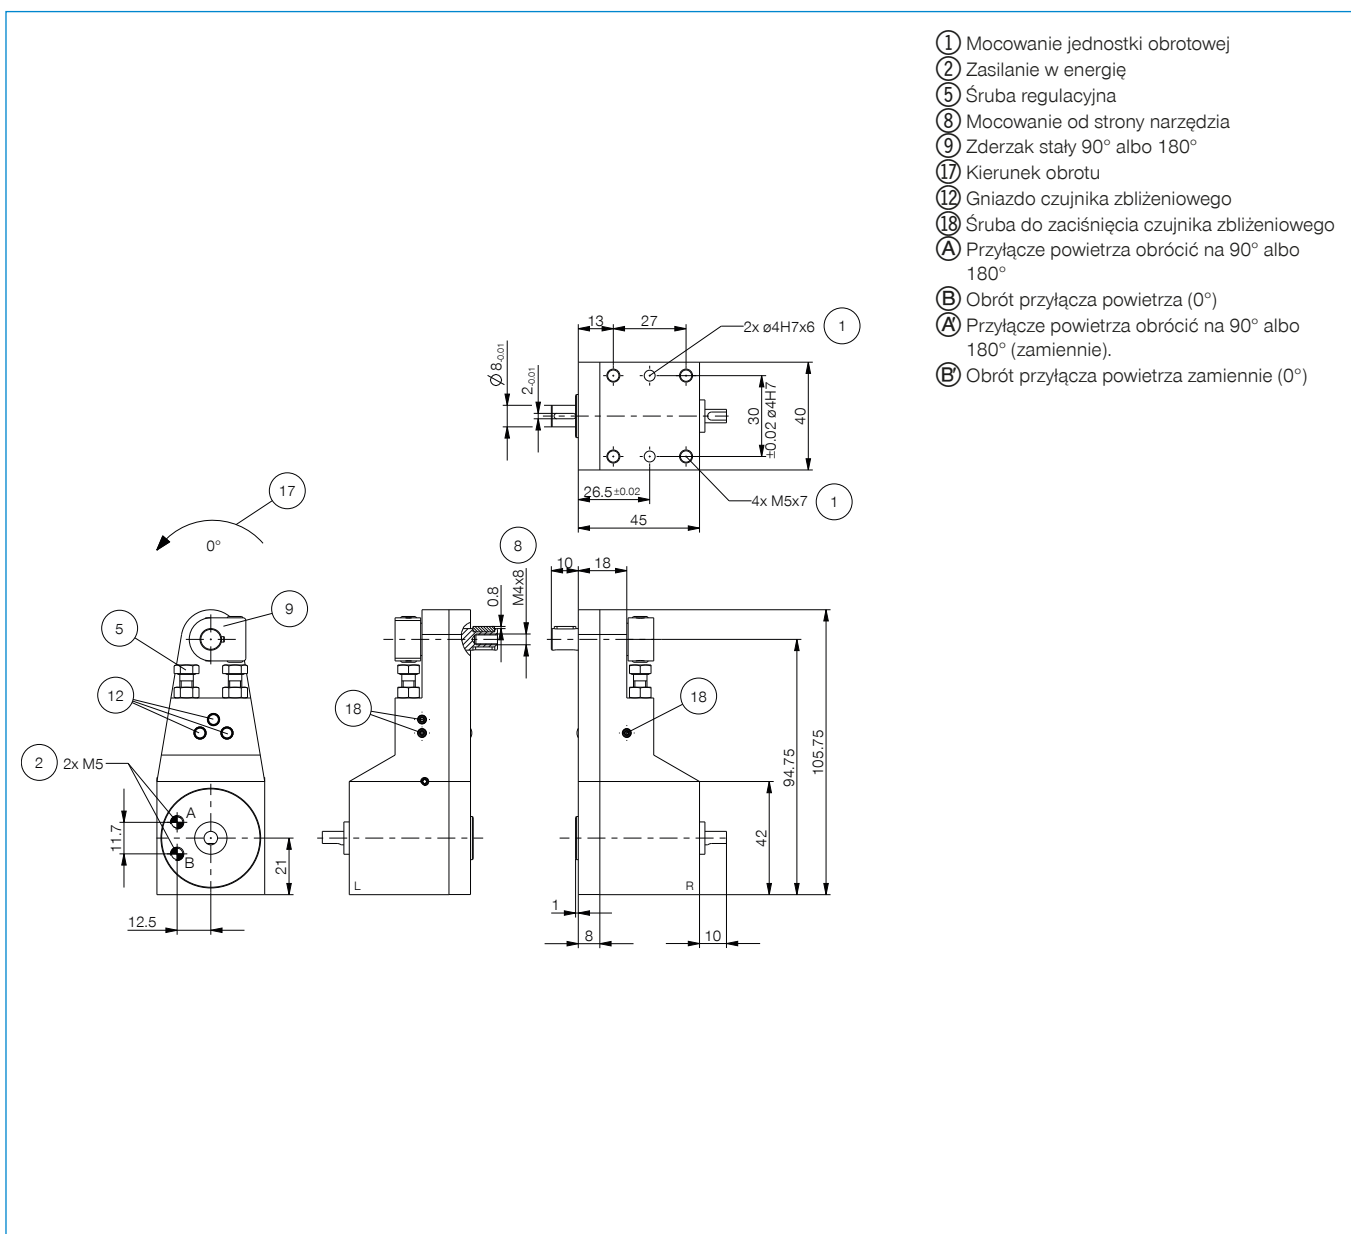 ① Mocowanie jednostki obrotowej
② Zasilanie w energię
⑤ Śruba regulacyjna
⑧ Mocowanie od strony narzędzia
⑨ Zderzak stały 90° albo 180°
⑰ Kierunek obrotu
⑫ Gniazdo czujnika zbliżeniowego
⑱ Śruba do zaciśnięcia czujnika zbliżeniowego
Ⓐ Przyłącze powietrza obrócić na 90° albo
180°
Ⓑ Obrót przyłącza powietrza (0°)
A' Przyłącze powietrza obrócić na 90° albo
180° (zamiennie).
B' Obrót przyłącza powietrza zamiennie (0°)
13
27
2x ø4H7x6
1
Ø 8-0.01
2-0.01
30
±0.02 ø4H7
40
26.5±0.02
4x M5x7
1
45
17
0°
8
10
18
0.8
M4x8
9
5
12
18
18
2
2x M5
A
B
11.7
21
12.5
L
R
94.75
105.75
42
1
8
10